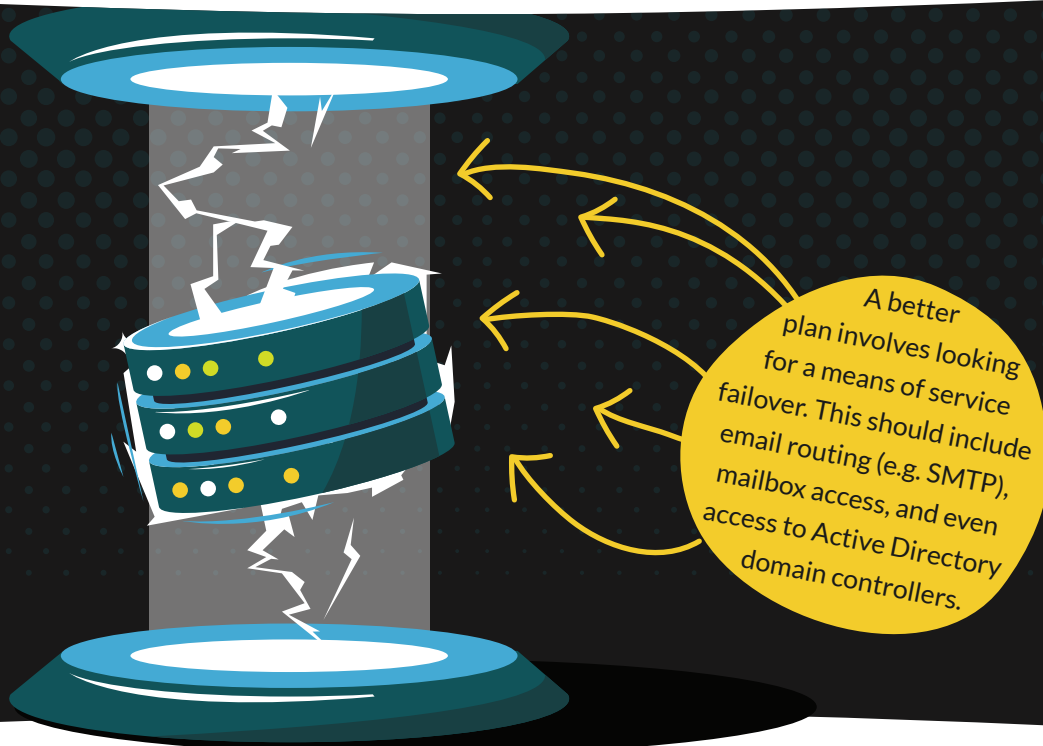 A better
plan involves looking
for a means of service
failover. This should include
email routing (e.g. SMTP),
mailbox access, and even
access to Active Directory
domain controllers.